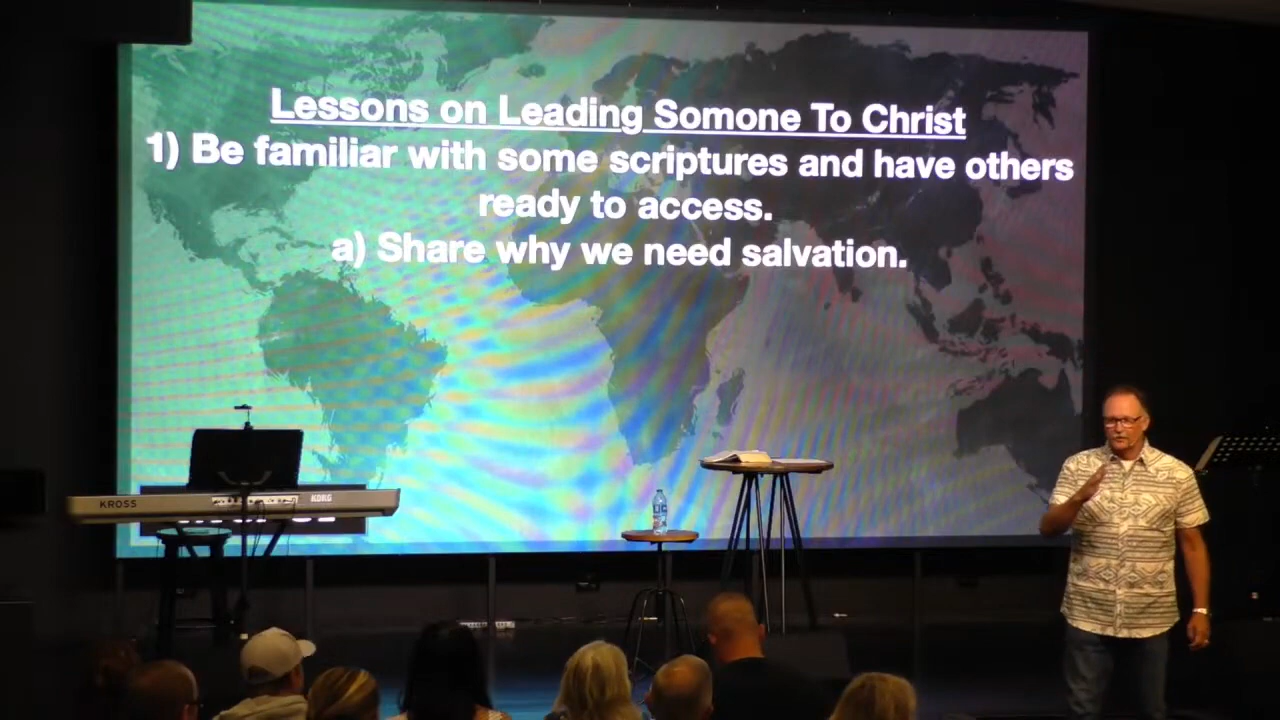 Lessons on Leading Somone To Christ
1) Be familiar with some scriptures and have others
ready to access.
a) Share why we need salvation.
KROSS
KORG